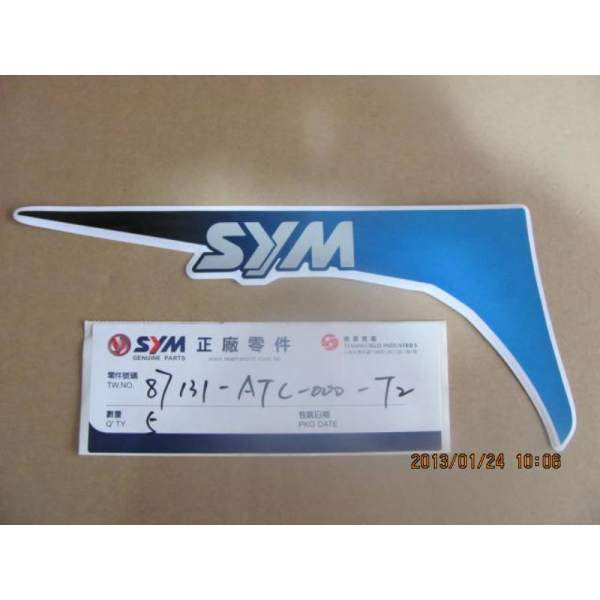 SYM
SYM 正廠零件
GENUINE PARTS
零件號碼
TW.NO. 87131-ATC-000-T2
數量
Q'TY 5
包裝日期
PKG DATE
2013/01/24 10:06